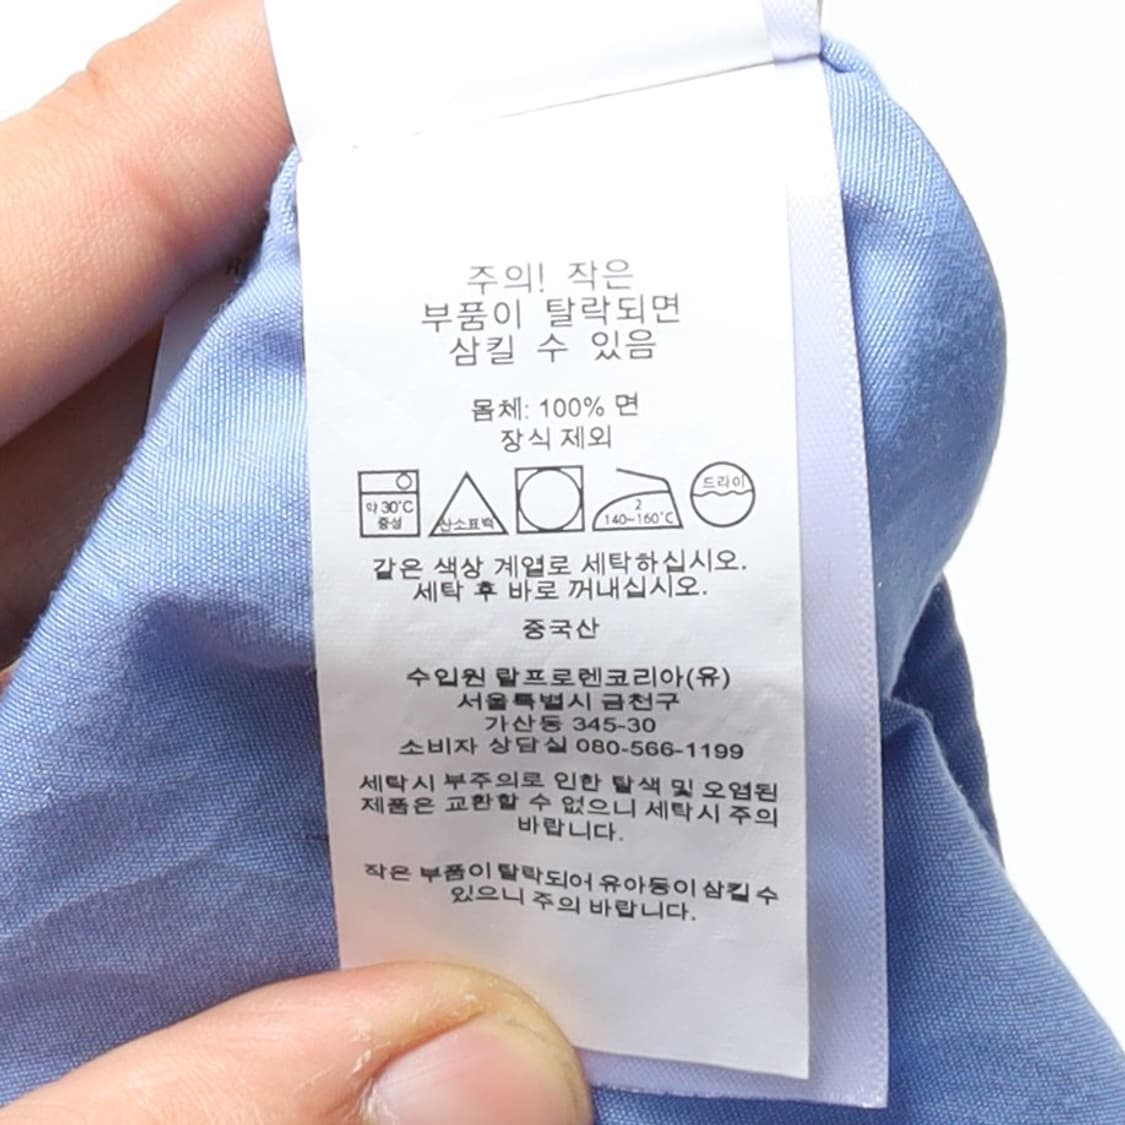 주의! 작은
부품이 탈락되면
삼킬 수 있음
몸체: 100% 면
장식 제외
약 30˚C
중성
산소표백
2
140~160˚C
드라이
같은 색상 계열로 세탁하십시오.
세탁 후 바로 꺼내십시오.
중국산
수입원 랄프로렌코리아(유)
서울특별시 금천구
가산동 345-30
소비자 상담실 080-566-1199
세탁시 부주의로 인한 탈색 및 오염된
제품은 교환할 수 없으니 세탁시 주의
바랍니다.
작은 부품이 탈락되어 유아등이 삼킬 수
있으니 주의 바랍니다.